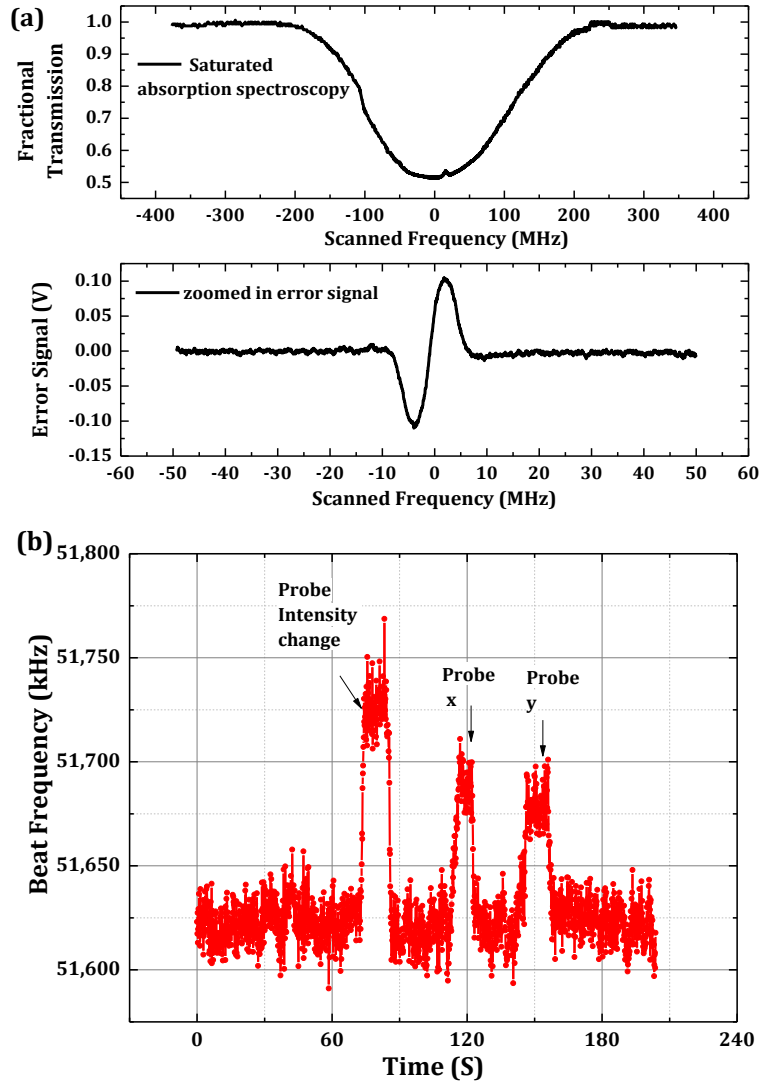 (a)
1.0
0.9
0.8
0.7
0.6
0.5
Fractional
Transmission
Saturated
absorption spectroscopy
-400 -300 -200 -100 0 100 200 300 400
Scanned Frequency (MHz)
0.10
0.05
0.00
-0.05
-0.10
-0.15
Error Signal (V)
zoomed in error signal
-60 -50 -40 -30 -20 -10 0 10 20 30 40 50 60
Scanned Frequency (MHz)
(b)
51,800
51,750
51,700
51,650
51,600
Beat Frequency (kHz)
Probe
Intensity
change
Probe
x
Probe
y
0 60 120 180 240
Time (S)